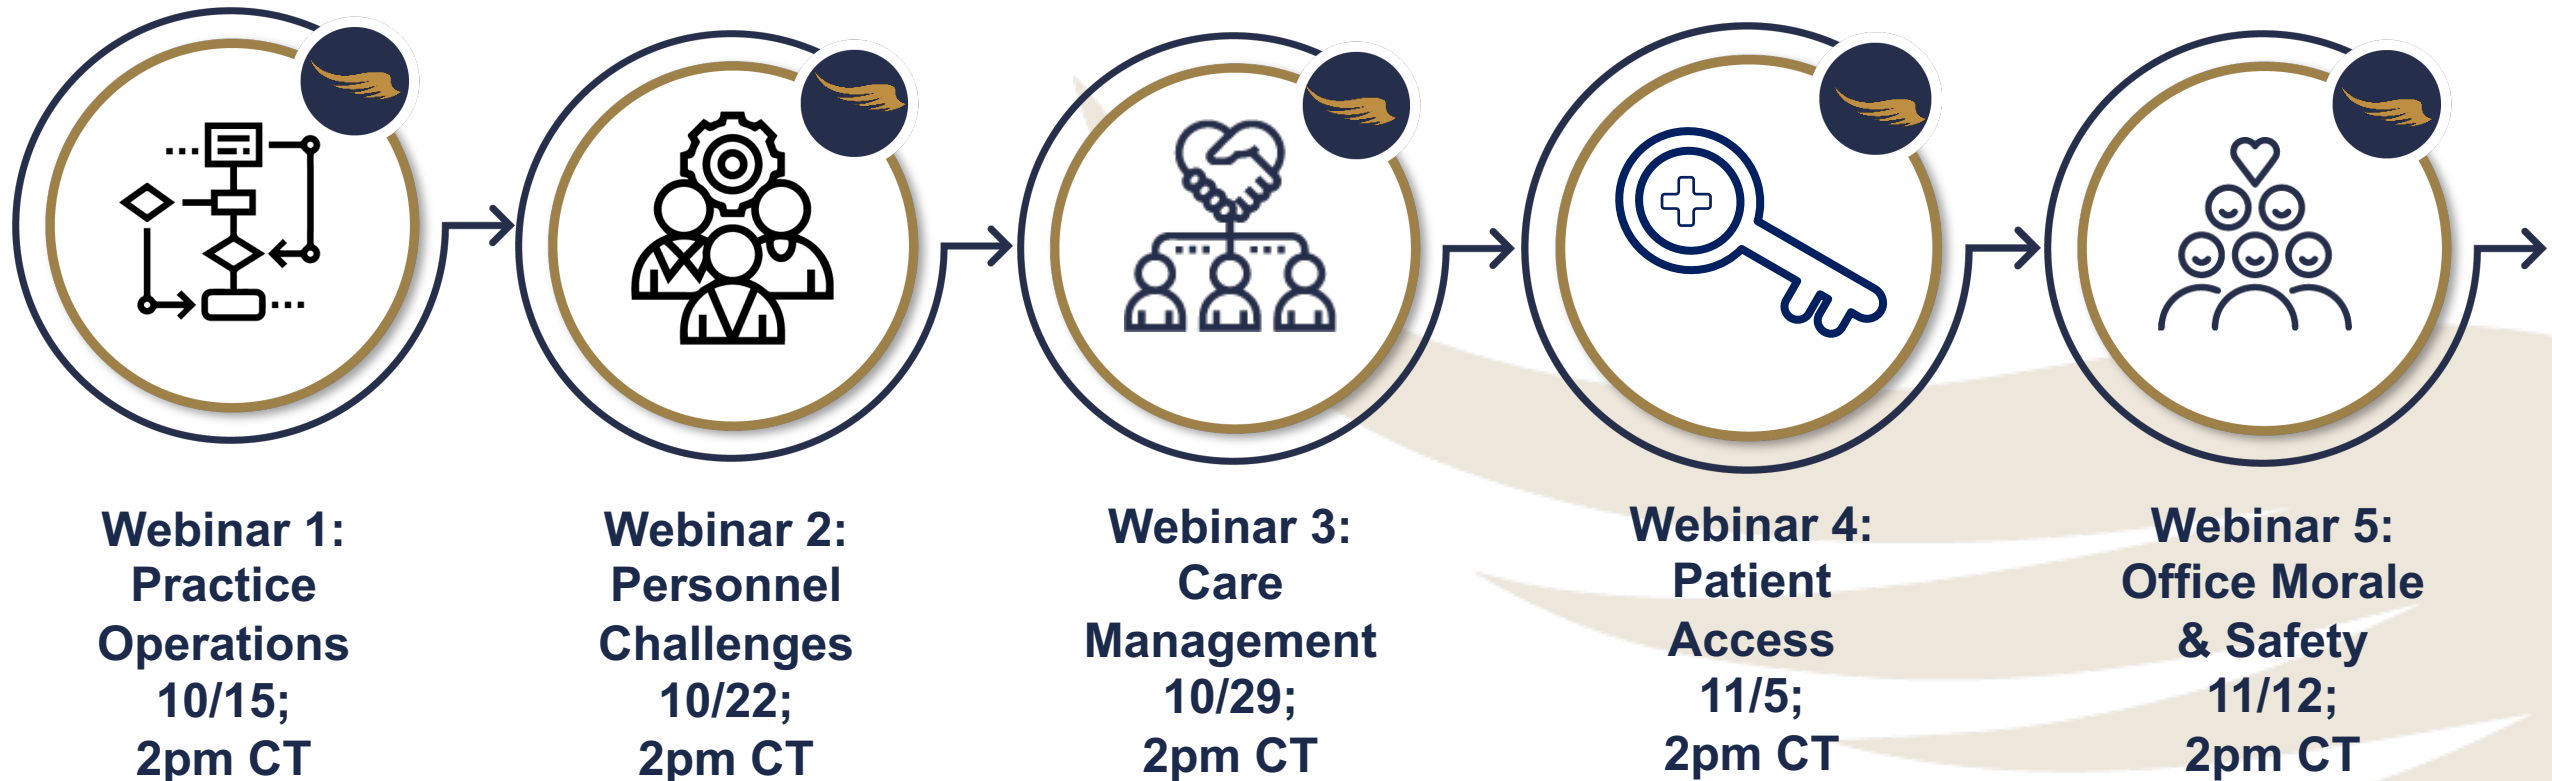 Webinar 1:
Practice
Operations
10/15;
2pm CT
Webinar 2:
Personnel
Challenges
10/22;
2pm CT
Webinar 3:
Care
Management
10/29;
2pm CT
Webinar 4:
Patient
Access
11/5;
2pm CT
Webinar 5:
Office Morale
& Safety
11/12;
2pm CT